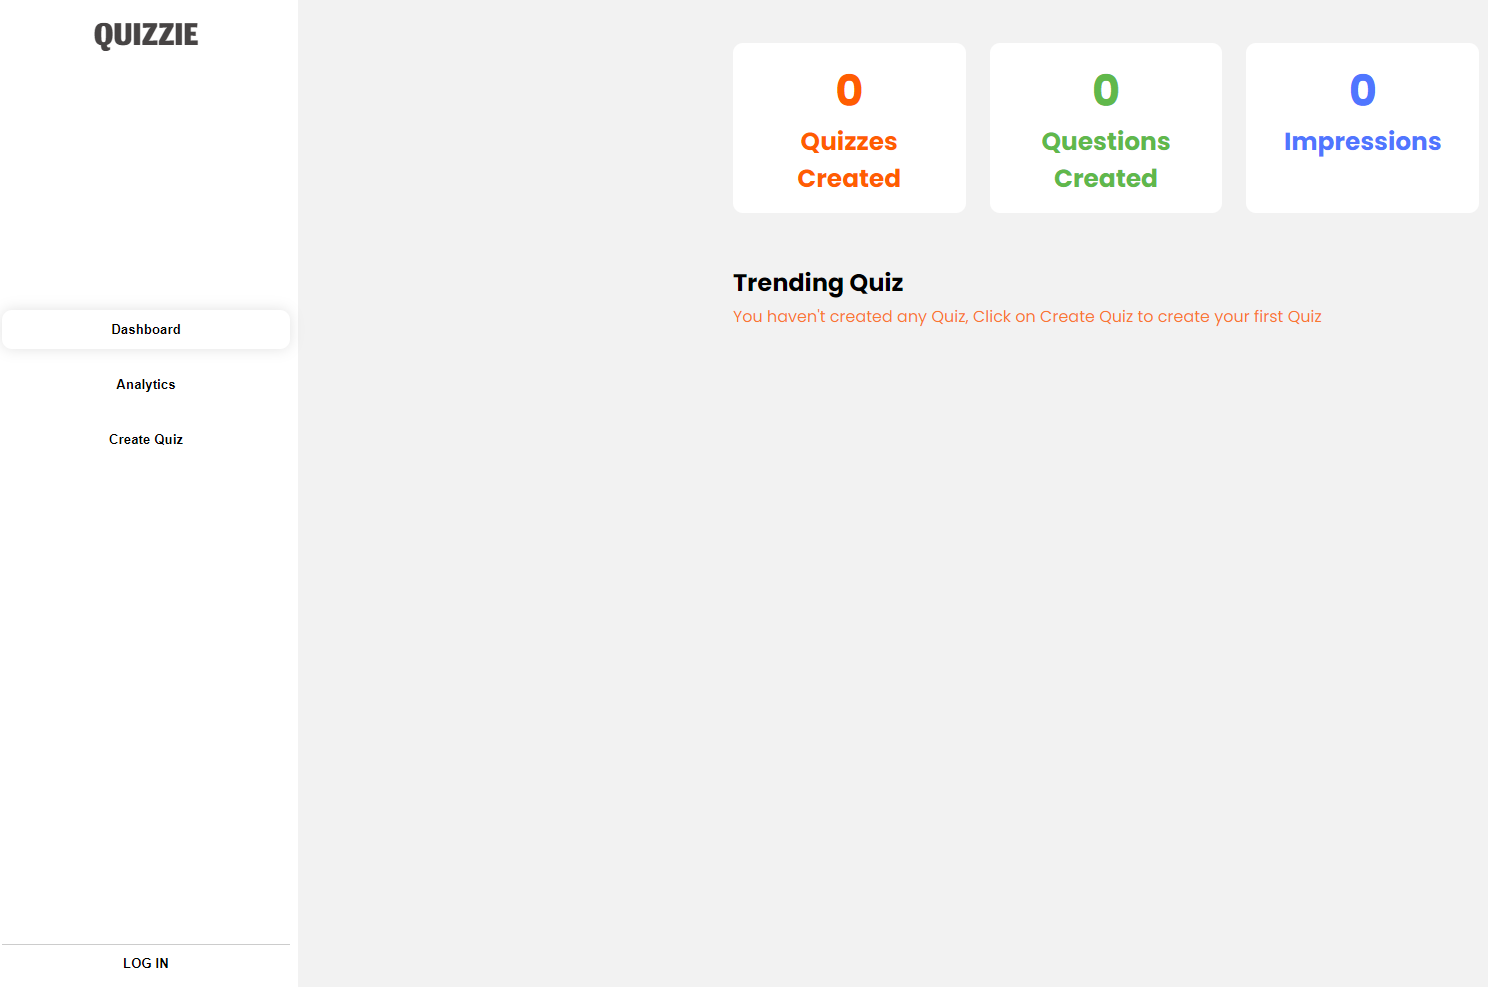 QUIZZIE
Dashboard
Analytics
Create Quiz
LOG IN
0
Quizzes
Created
0
Questions
Created
0
Impressions
Trending Quiz
You haven't created any Quiz, Click on Create Quiz to create your first Quiz